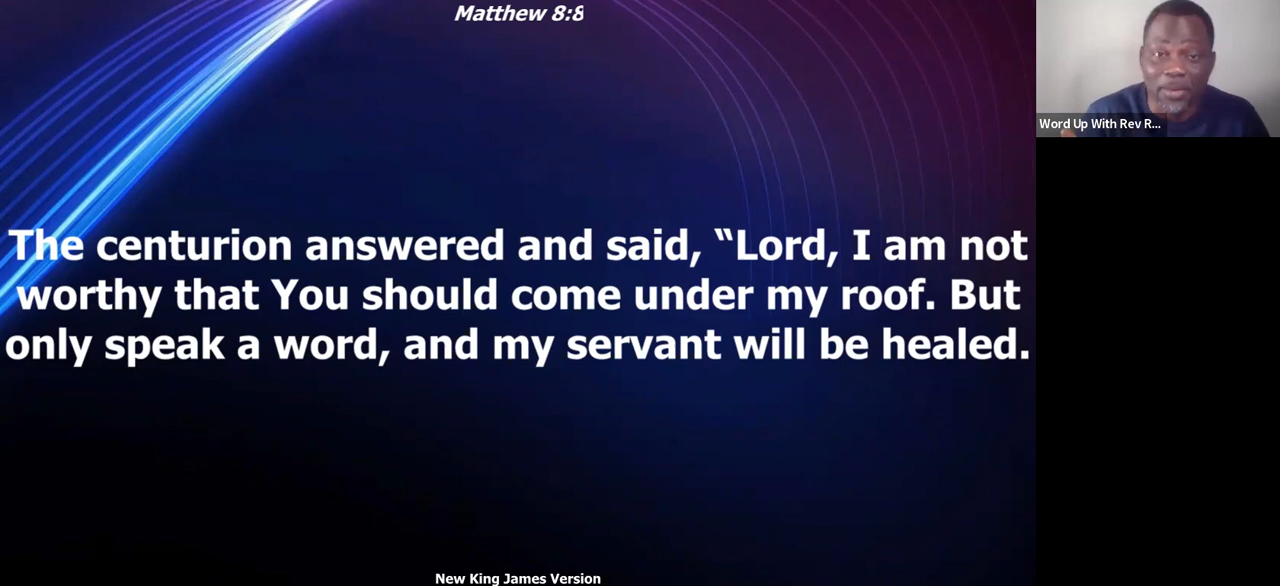 Matthew 8:8
Word Up With Rev R...
The centurion answered and said, “Lord, I am not
worthy that You should come under my roof. But
only speak a word, and my servant will be healed.
New King James Version